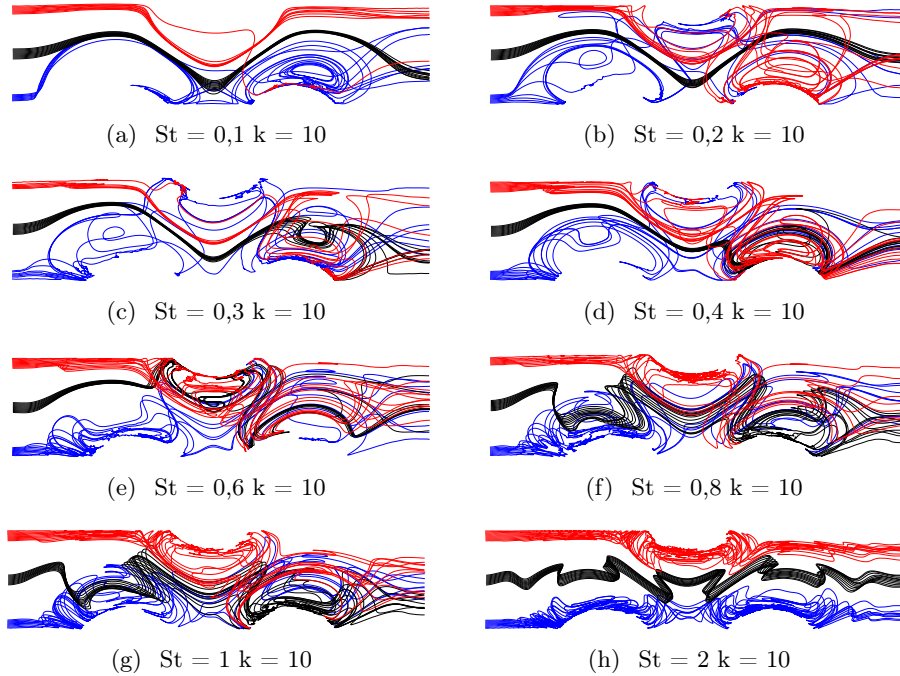 (a) St = 0,1 k = 10
(b) St = 0,2 k = 10
(c) St = 0,3 k = 10
(d) St = 0,4 k = 10
(e) St = 0,6 k = 10
(f) St = 0,8 k = 10
(g) St = 1 k = 10
(h) St = 2 k = 10